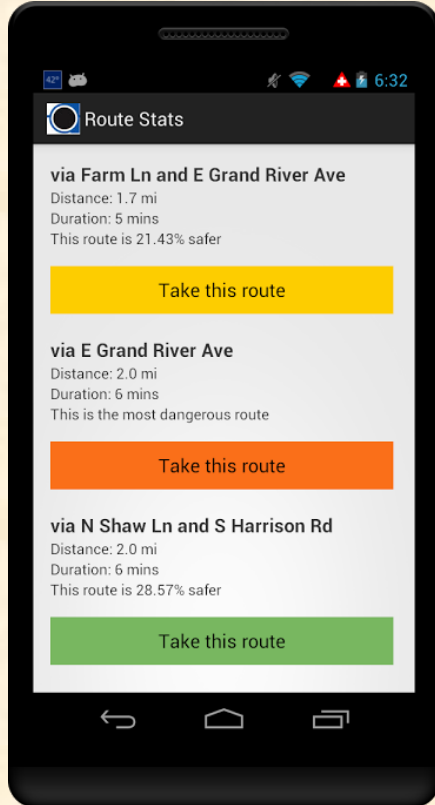 42°
6:32
Route Stats
via Farm Ln and E Grand River Ave
Distance: 1.7 mi
Duration: 5 mins
This route is 21.43% safer
Take this route
via E Grand River Ave
Distance: 2.0 mi
Duration: 6 mins
This is the most dangerous route
Take this route
via N Shaw Ln and S Harrison Rd
Distance: 2.0 mi
Duration: 6 mins
This route is 28.57% safer
Take this route